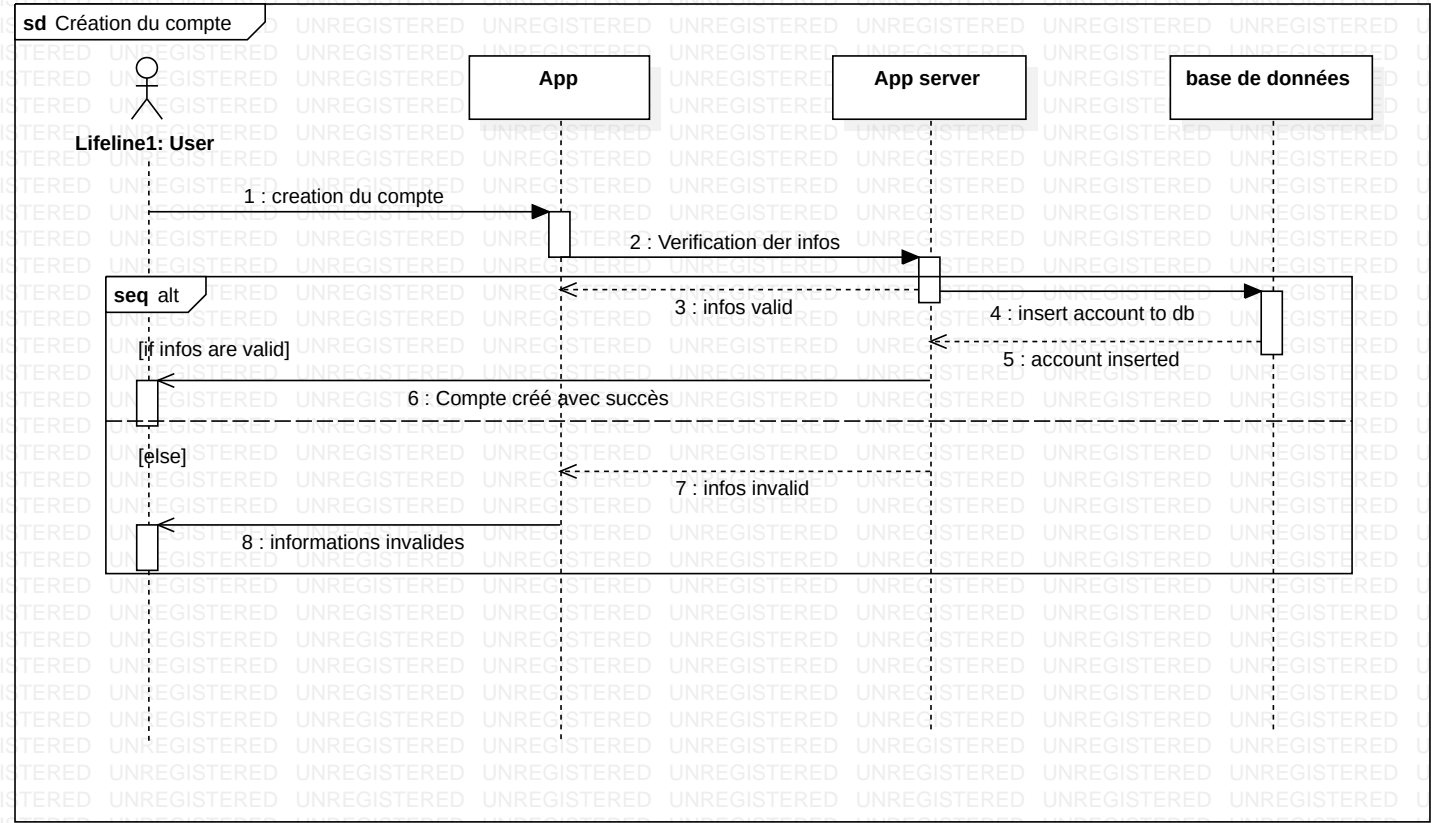 sd Création du compte
Lifeline1: User
App
App server
base de données
1 : creation du compte
2 : Verification der infos
seq alt
3 : infos valid
4 : insert account to db
[if infos are valid]
5 : account inserted
6 : Compte créé avec succès
[else]
7 : infos invalid
8 : informations invalides
UNREGISTERED